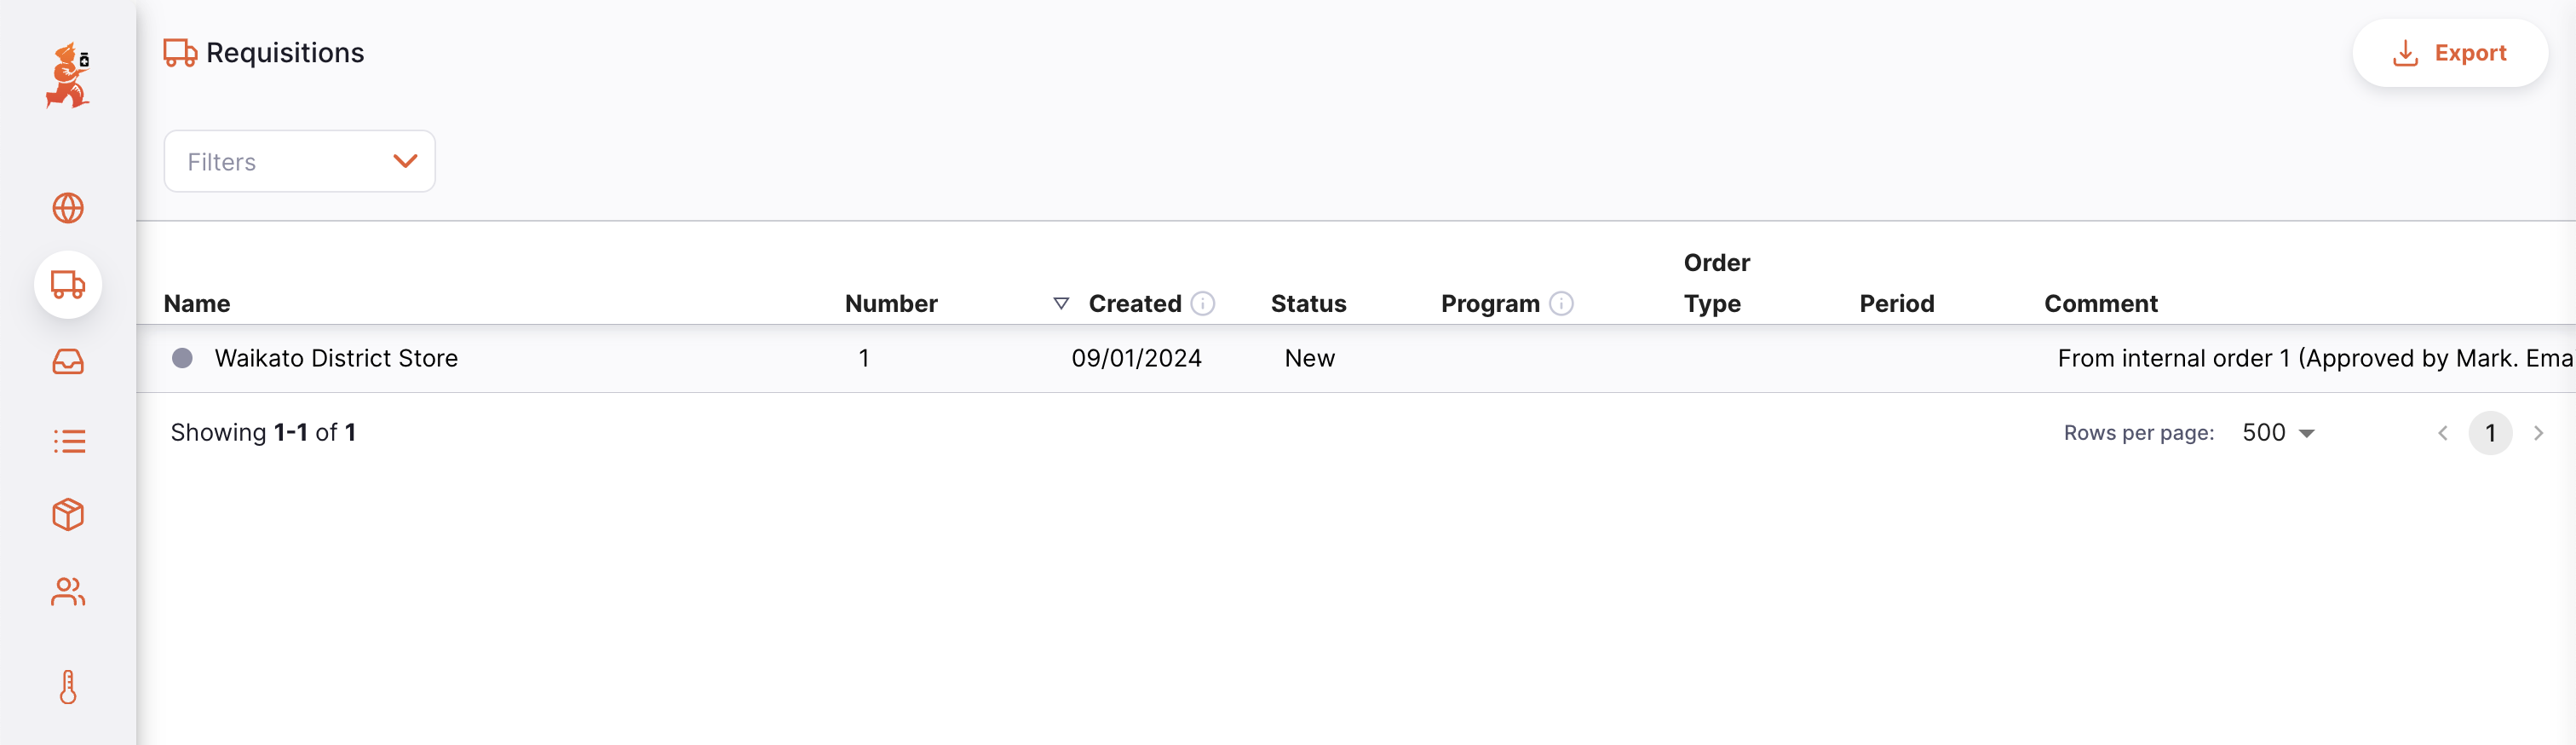 Requisitions
Export
Filters
Name Number Created Status Program Order Type Period Comment
Waikato District Store 1 09/01/2024 New From internal order 1 (Approved by Mark. Ema
Showing 1-1 of 1 Rows per page: 500 1